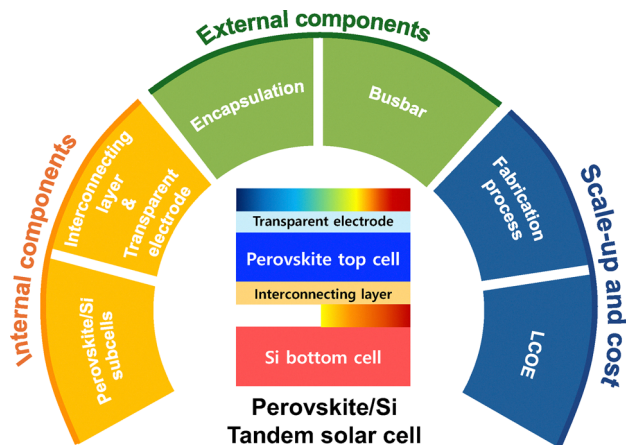 External components
Internal components
Scale-up and cost
Encapsulation
Busbar
Interconnecting
layer
&
Transparent
electrode
Perovskite/Si
subcells
Fabrication
process
LCOE
Transparent electrode
Perovskite top cell
Interconnecting layer
Si bottom cell
Perovskite/Si
Tandem solar cell